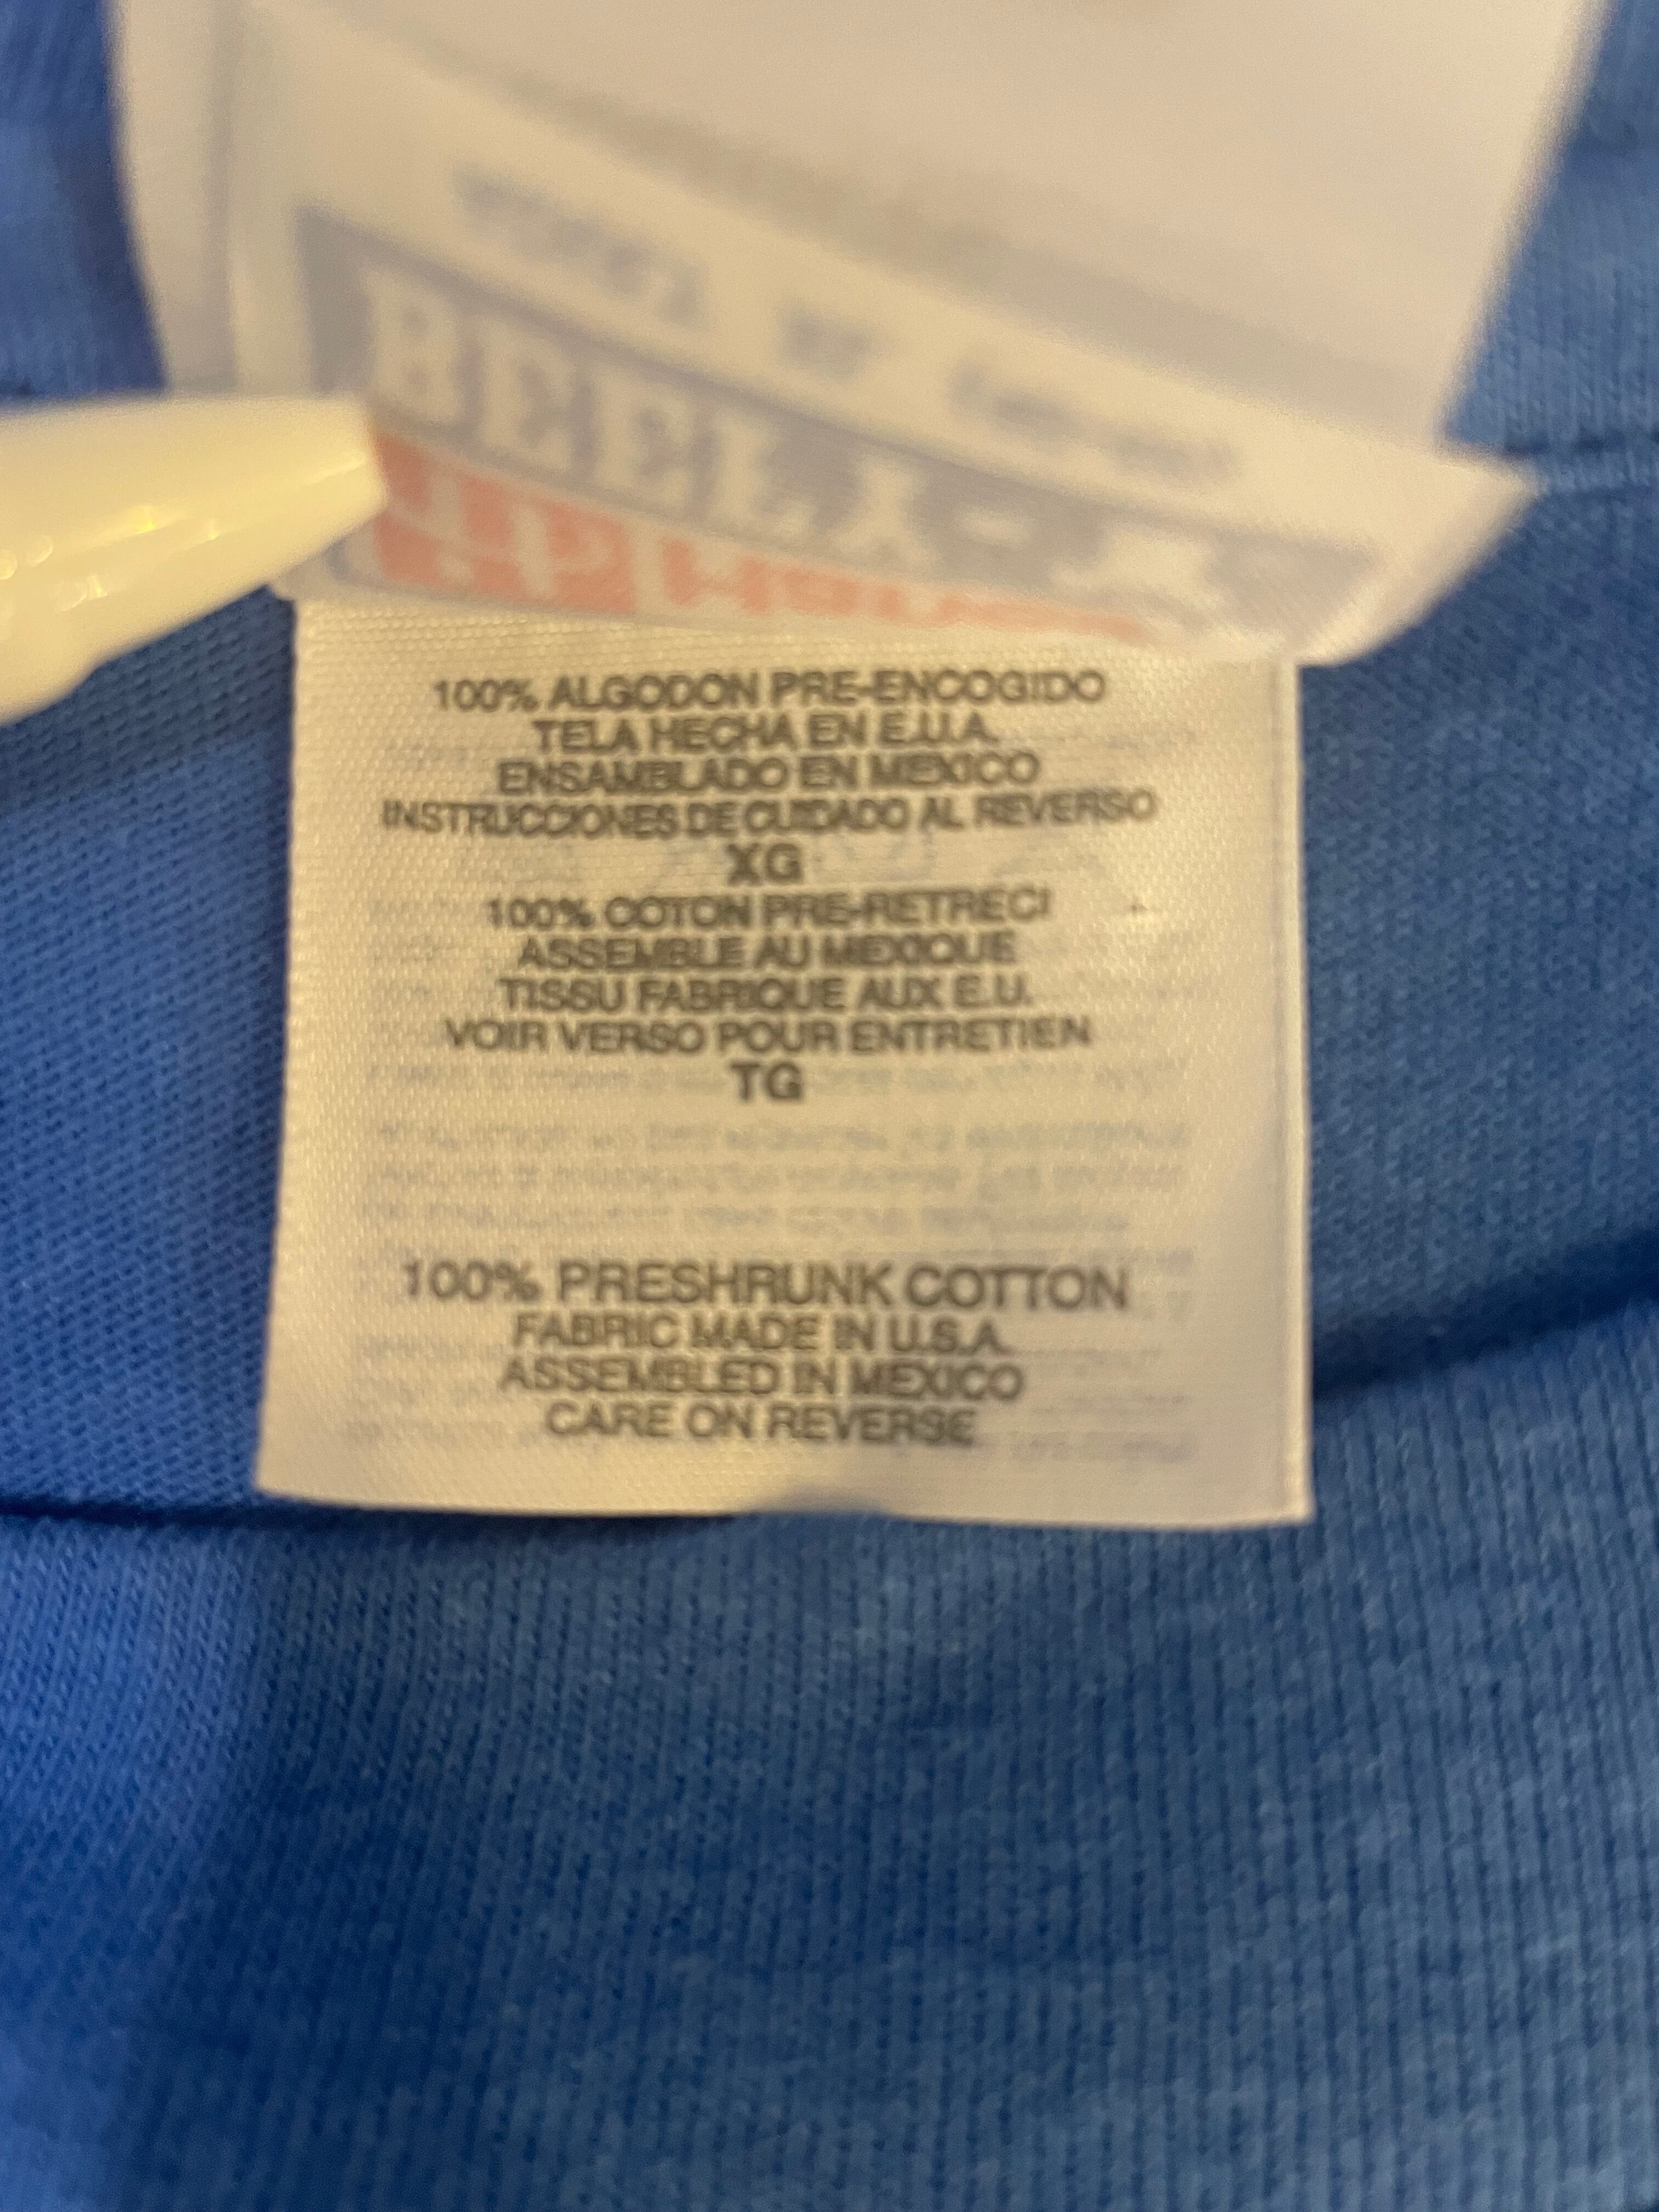 BEEFY-T
100% ALGODON PRE-ENCOGIDO
TELA HECHA EN E.U.A.
ENSAMBLADO EN MEXICO
INSTRUCCIONES DE CUIDADO AL REVERSO
XG
100% COTON PRE-RETRECI
ASSEMBLE AU MEXIQUE
TISSU FABRIQUE AUX E.U.
VOIR VERSO POUR ENTRETIEN
TG
100% PRESHRUNK COTTON
FABRIC MADE IN U.S.A.
ASSEMBLED IN MEXICO
CARE ON REVERSE